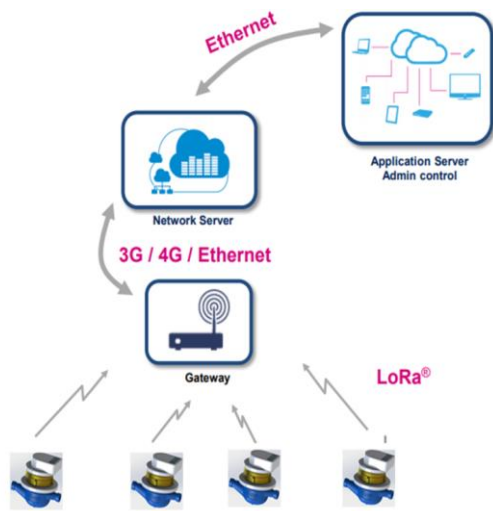 Ethernet
Application Server
Admin control
Network Server
3G / 4G / Ethernet
Gateway
LoRa®